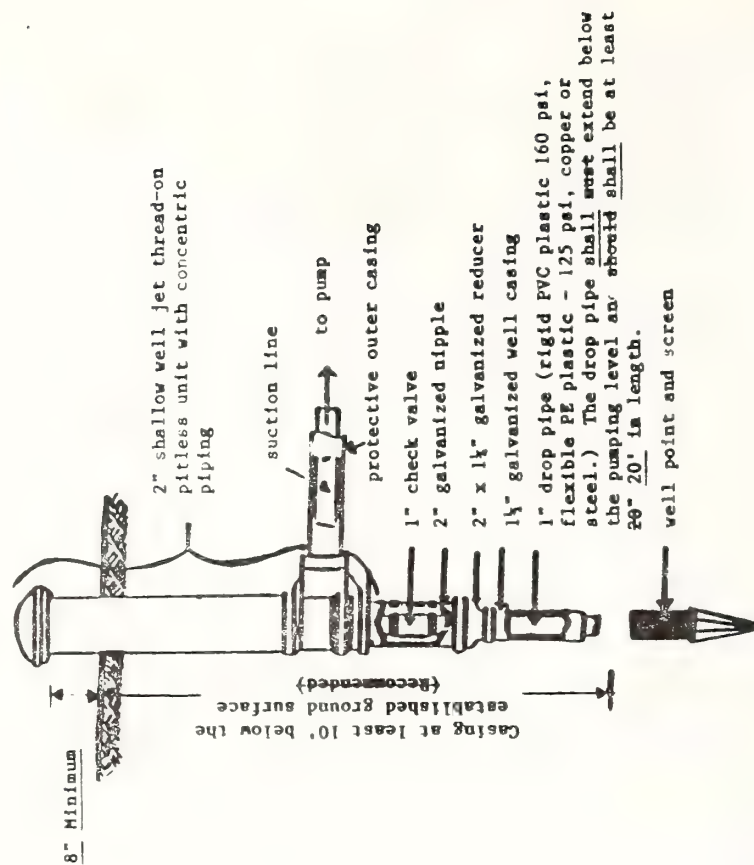 8" Minimum
2" shallow well jet thread-on
pitless unit with concentric
piping
suction line
to pump
protective outer casing
Casing at least 10' below the
established ground surface
(Recommended)
1" check valve
2" galvanized nipple
2" x 1¼" galvanized reducer
1¼" galvanized well casing
1" drop pipe (rigid PVC plastic 160 psi,
flexible PE plastic - 125 psi, copper or
steel.) The drop pipe shall must extend below
the pumping level and should shall be at least
20" 20' in length.
well point and screen